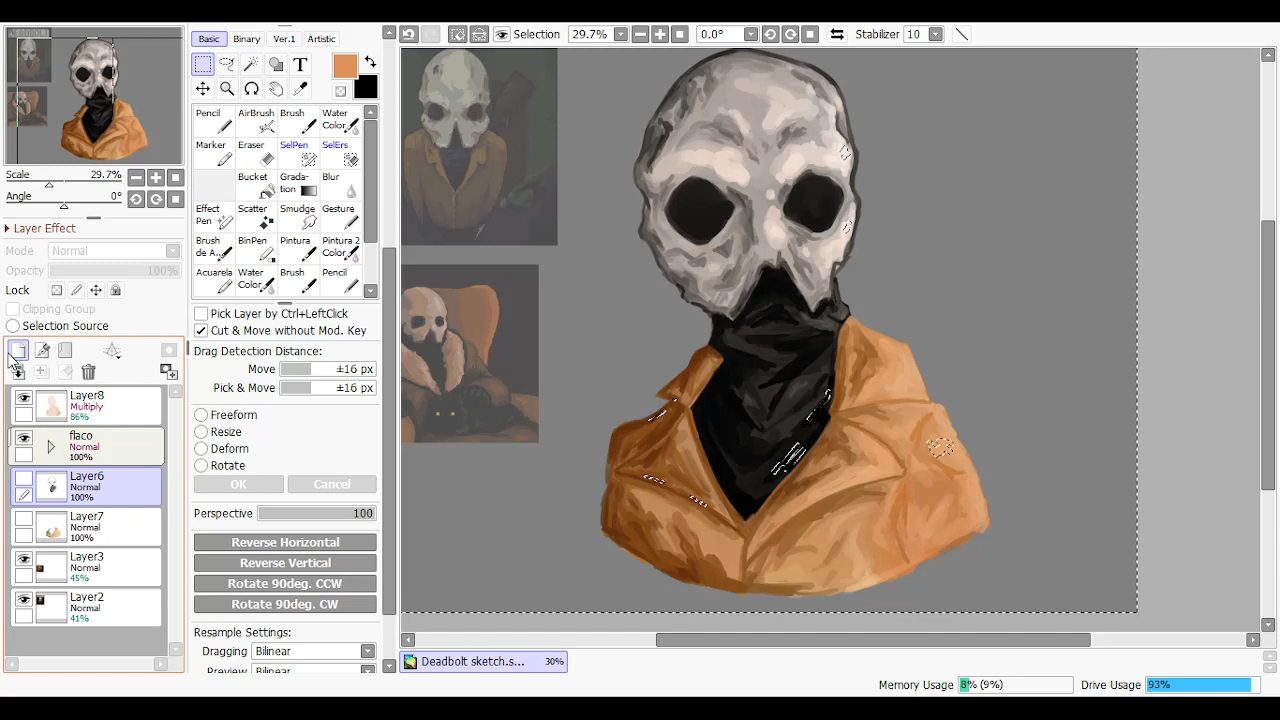 Selection 29.7% 0.0° Stabilizer 10
Scale 29.7%
Angle 0°
Layer Effect
Mode Normal
Opacity 100%
Lock
Clipping Group
Selection Source
Layer8
Multiply
86%
flaco
Normal
100%
Layer6
Normal
100%
Layer7
Normal
100%
Layer3
Normal
45%
Layer2
Normal
41%
Basic Binary Ver.1 Artistic
T
Pencil AirBrush Brush Water
Color
Marker Eraser SelPen SelErs
Bucket Grada- Blur
tion
Effect Scatter Smudge Gesture
Pen
Brush BinPen Pintura Pintura 2
de A... Color
Acuarela Water Brush Pencil
Color
Pick Layer by Ctrl+LeftClick
Cut & Move without Mod. Key
Drag Detection Distance:
Move ±16 px
Pick & Move ±16 px
Freeform
Resize
Deform
Rotate
OK Cancel
Perspective 100
Reverse Horizontal
Reverse Vertical
Rotate 90deg. CCW
Rotate 90deg. CW
Resample Settings:
Dragging Bilinear
Preview Bilinear
Deadbolt sketch.s... 30%
Memory Usage 8% (9%) Drive Usage 93%